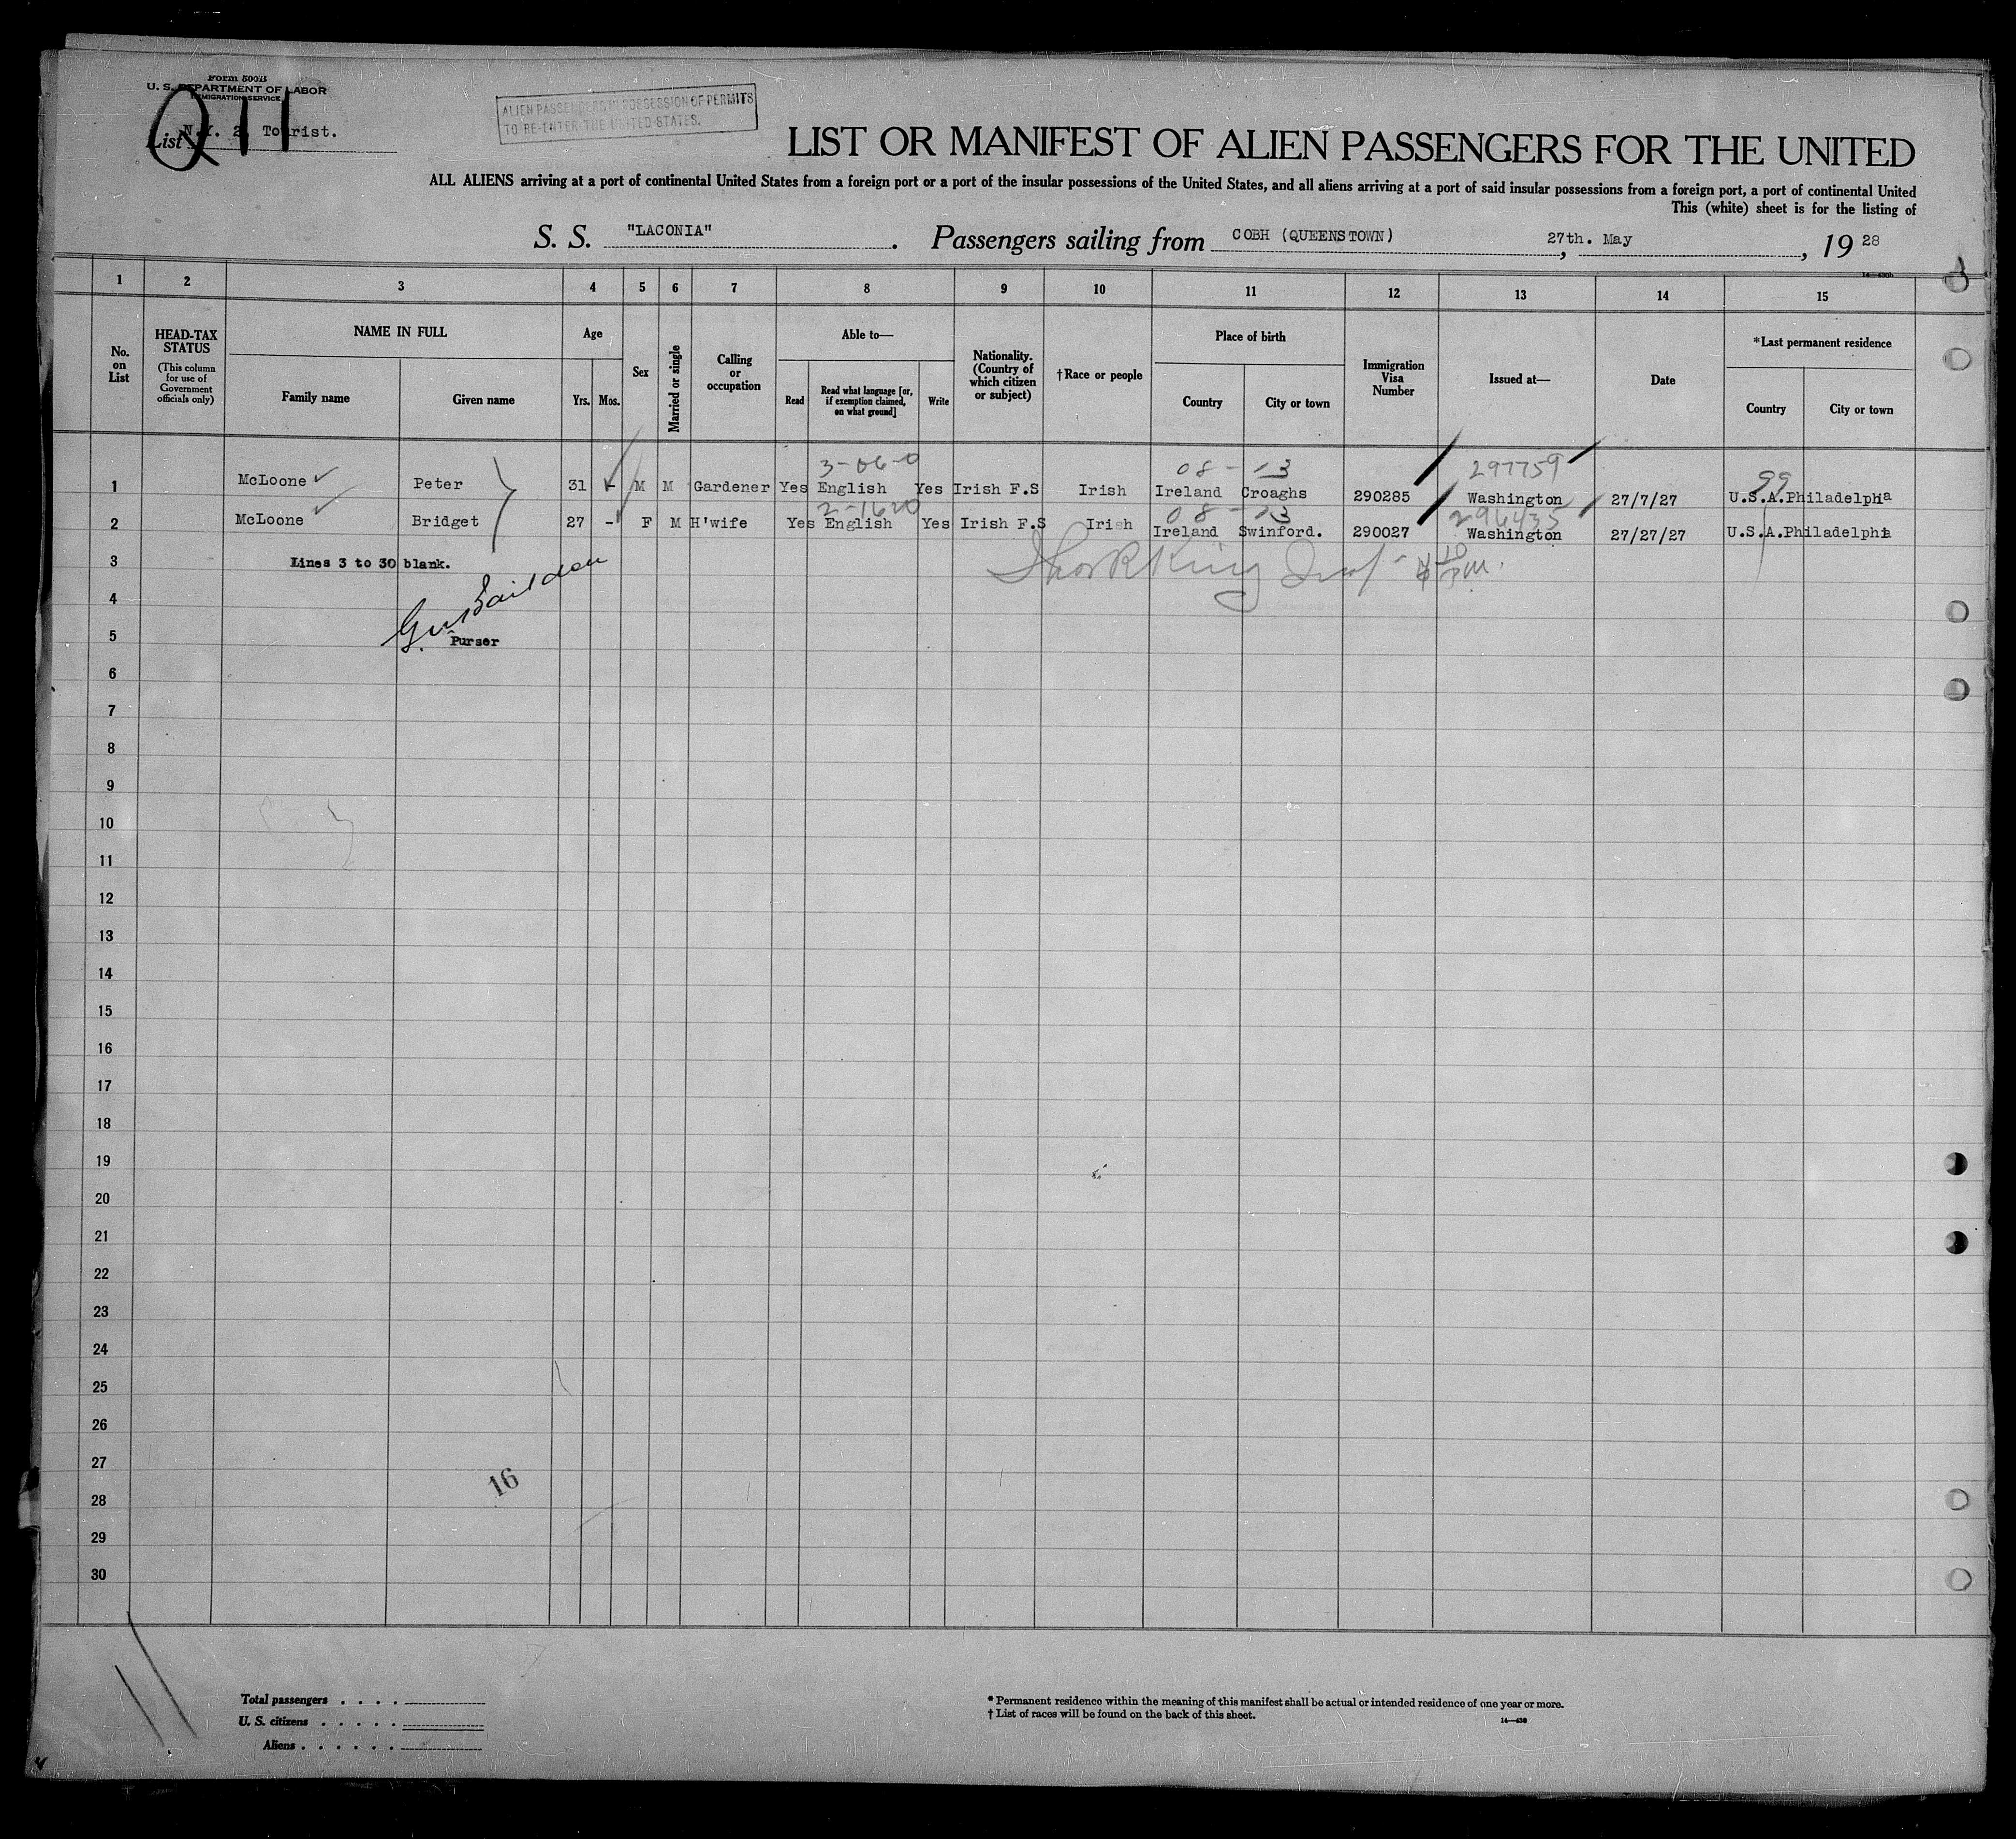 Form 500B
U. S. DEPARTMENT OF LABOR
IMMIGRATION SERVICE
Q11
List N.Y. 2 Tourist.
ALIEN PASSENGERS IN POSSESSION OF PERMITS
TO RE-ENTER THE UNITED STATES.
LIST OR MANIFEST OF ALIEN PASSENGERS FOR THE UNITED
ALL ALIENS arriving at a port of continental United States from a foreign port or a port of the insular possessions of the United States, and all aliens arriving at a port of said insular possessions from a foreign port, a port of continental United
This (white) sheet is for the listing of
S. S. "LACONIA". Passengers sailing from COBH (QUEENSTOWN), 27th. May, 19 28
1 2 3 4 5 6 7 8 9 10 11 12 13 14 15
No. on List
HEAD-TAX STATUS
(This column for use of Government officials only)
NAME IN FULL
Family name
Given name
Age
Yrs. Mos.
Sex
Married or single
Calling or occupation
Able to—
Read
Read what language [or, if exemption claimed, on what ground]
Write
Nationality. (Country of which citizen or subject)
†Race or people
Place of birth
Country
City or town
Immigration Visa Number
Issued at—
Date
*Last permanent residence
Country
City or town
3-06-0 08-13 297759 99
1 McLoone Peter 31 - M M Gardener Yes English Yes Irish F.S Irish Ireland Croaghs 290285 Washington 27/7/27 U.S.A. Philadelphia
2-1620 08-13 296435
2 McLoone Bridget 27 - F M H'wife Yes English Yes Irish F.S Irish Ireland Swinford. 290027 Washington 27/27/27 U.S.A. Philadelphia
3 Lines 3 to 30 blank.
4
5 Purser
6
7
8
9
10
11
12
13
14
15
16
17
18
19
20
21
22
23
24
25
26
27
16
28
29
30
Total passengers . . . .
U. S. citizens . . . . .
Aliens . . . . . .
* Permanent residence within the meaning of this manifest shall be actual or intended residence of one year or more.
† List of races will be found on the back of this sheet.
14—430